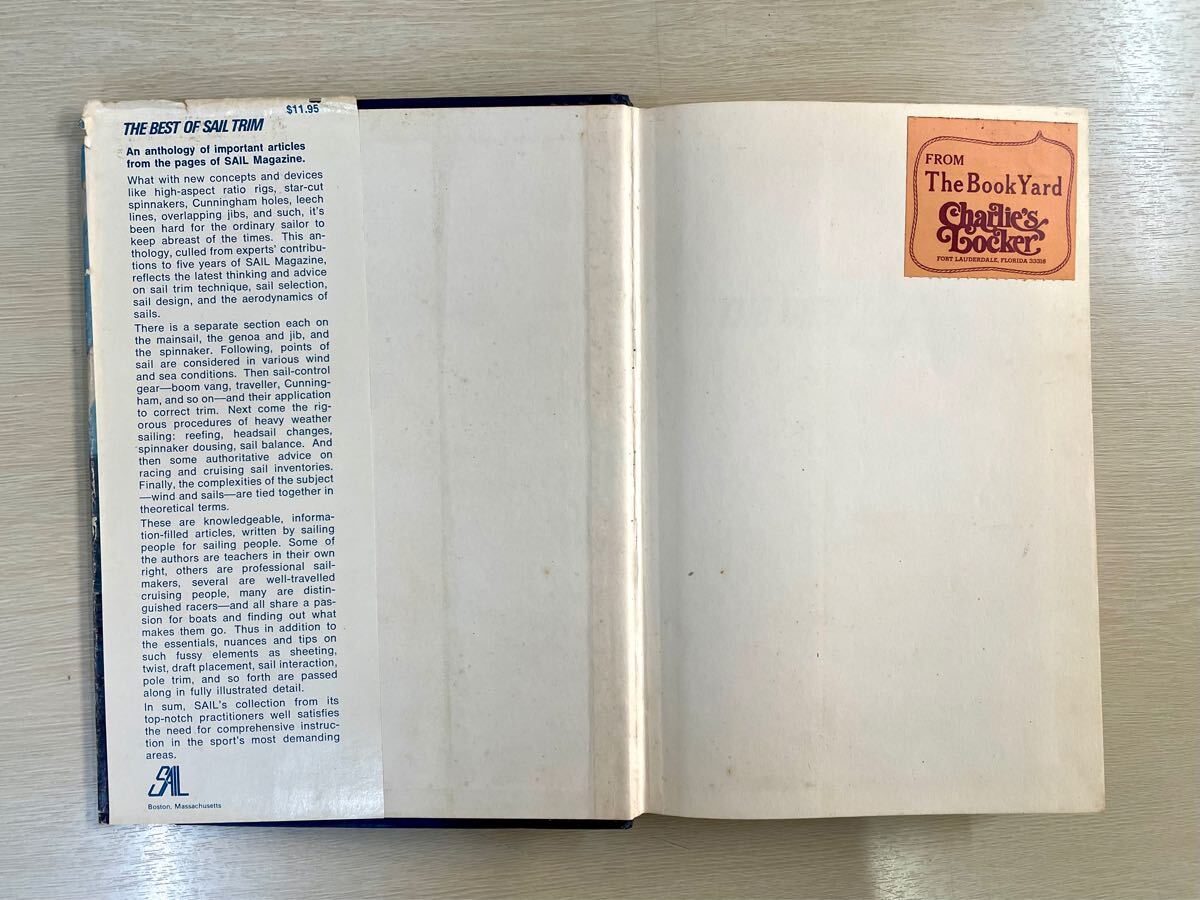 $11.95
THE BEST OF SAIL TRIM
An anthology of important articles
from the pages of SAIL Magazine.
What with new concepts and devices
like high-aspect ratio rigs, star-cut
spinnakers, Cunningham holes, leech
lines, overlapping jibs, and such, it's
been hard for the ordinary sailor to
keep abreast of the times. This an-
thology, culled from experts' contribu-
tions to five years of SAIL Magazine,
reflects the latest thinking and advice
on sail trim technique, sail selection,
sail design, and the aerodynamics of
sails.
There is a separate section each on
the mainsail, the genoa and jib, and
the spinnaker. Following, points of
sail are considered in various wind
and sea conditions. Then sail-control
gear—boom vang, traveller, Cunning-
ham, and so on—and their application
to correct trim. Next come the rig-
orous procedures of heavy weather
sailing: reefing, headsail changes,
spinnaker dousing, sail balance. And
then some authoritative advice on
racing and cruising sail inventories.
Finally, the complexities of the subject
—wind and sails—are tied together in
theoretical terms.
These are knowledgeable, informa-
tion-filled articles, written by sailing
people for sailing people. Some of
the authors are teachers in their own
right, others are professional sail-
makers, several are well-travelled
cruising people, many are distin-
guished racers—and all share a pas-
sion for boats and finding out what
makes them go. Thus in addition to
the essentials, nuances and tips on
such fussy elements as sheeting,
twist, draft placement, sail interaction,
pole trim, and so forth are passed
along in fully illustrated detail.
In sum, SAIL's collection from its
top-notch practitioners well satisfies
the need for comprehensive instruc-
tion in the sport's most demanding
areas.
SAIL
Boston, Massachusetts
FROM
The BookYard
Charlie's
Locker
FORT LAUDERDALE, FLORIDA 33316